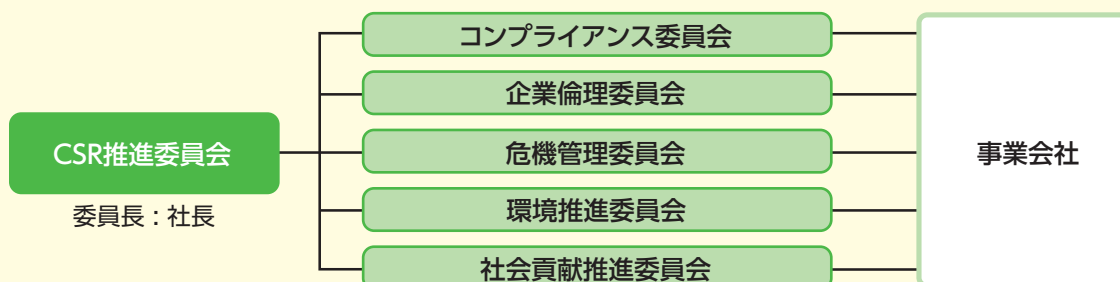 コンプライアンス委員会
企業倫理委員会
CSR推進委員会
危機管理委員会
事業会社
委員長：社長
環境推進委員会
社会貢献推進委員会